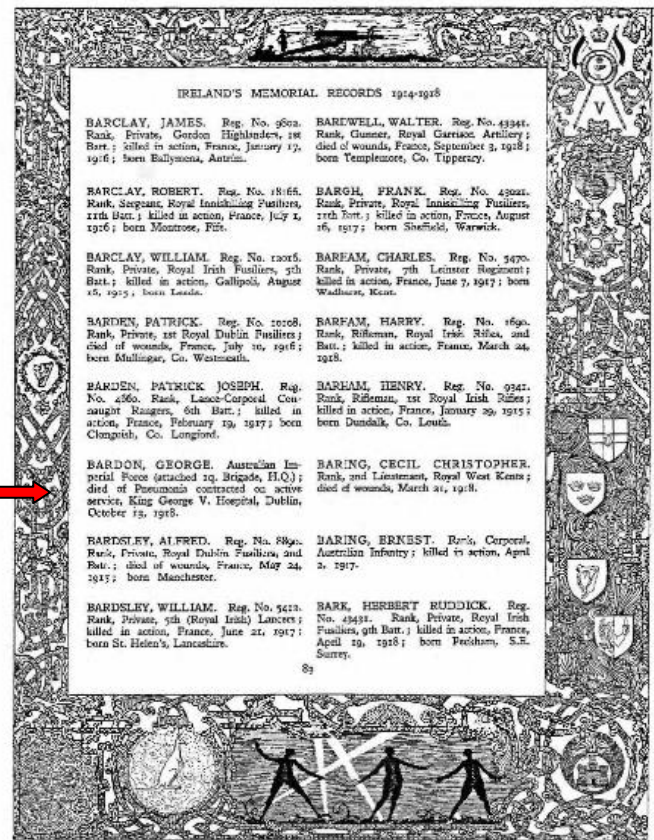 IRELAND'S MEMORIAL RECORDS 1914-1918
BARCLAY, JAMES. Reg. No. 9802.
Rank, Private, Gordon Highlanders, 1st
Batt.; killed in action, France, January 17,
1916; born Ballymena, Antrim.
BARCLAY, ROBERT. Reg. No. 18166.
Rank, Sergeant, Royal Inniskilling Fusiliers,
11th Batt.; killed in action, France, July 1,
1916; born Montrose, Fife.
BARCLAY, WILLIAM. Reg. No. 12016.
Rank, Private, Royal Irish Fusiliers, 5th
Batt.; killed in action, Gallipoli, August
16, 1915; born Leeds.
BARDEN, PATRICK. Reg. No. 10108.
Rank, Private, 1st Royal Dublin Fusiliers;
died of wounds, France, July 10, 1916;
born Mullingar, Co. Westmeath.
BARDEN, PATRICK JOSEPH. Reg.
No. 4860. Rank, Lance-Corporal Con-
naught Rangers, 6th Batt.; killed in
action, France, February 19, 1917; born
Clonguish, Co. Longford.
BARDON, GEORGE. Australian Im-
perial Force (attached 1q. Brigade, H.Q.);
died of Pneumonia contracted on active
service, King George V. Hospital, Dublin,
October 13, 1918.
BARDSLEY, ALFRED. Reg. No. 8890.
Rank, Private, Royal Dublin Fusiliers, 2nd
Batt.; died of wounds, France, May 24,
1915; born Manchester.
BARDSLEY, WILLIAM. Reg. No. 5412.
Rank, Private, 5th (Royal Irish) Lancers;
killed in action, France, June 21, 1917;
born St. Helen's, Lancashire.
BARDWELL, WALTER. Reg. No. 43341.
Rank, Gunner, Royal Garrison Artillery;
died of wounds, France, September 3, 1918;
born Templemore, Co. Tipperary.
BARGH, FRANK. Reg. No. 43021.
Rank, Private, Royal Inniskilling Fusiliers,
11th Batt.; killed in action, France, August
16, 1917; born Sheffield, Warwick.
BARHAM, CHARLES. Reg. No. 5470.
Rank, Private, 7th Leinster Regiment;
killed in action, France, June 7, 1917; born
Wadhurst, Kent.
BARHAM, HARRY. Reg. No. 1690.
Rank, Rifleman, Royal Irish Rifles, 2nd
Batt.; killed in action, France, March 24,
1918.
BARHAM, HENRY. Reg. No. 9341.
Rank, Rifleman, 1st Royal Irish Rifles;
killed in action, France, January 29, 1915;
born Dundalk, Co. Louth.
BARING, CECIL CHRISTOPHER.
Rank, 2nd Lieutenant, Royal West Kents;
died of wounds, March 21, 1918.
BARING, ERNEST. Rank, Corporal,
Australian Infantry; killed in action, April
2, 1917.
BARK, HERBERT RUDDICK. Reg.
No. 43431. Rank, Private, Royal Irish
Fusiliers, 9th Batt.; killed in action, France,
April 19, 1918; born Peckham, S.E.
Surrey.
83
V